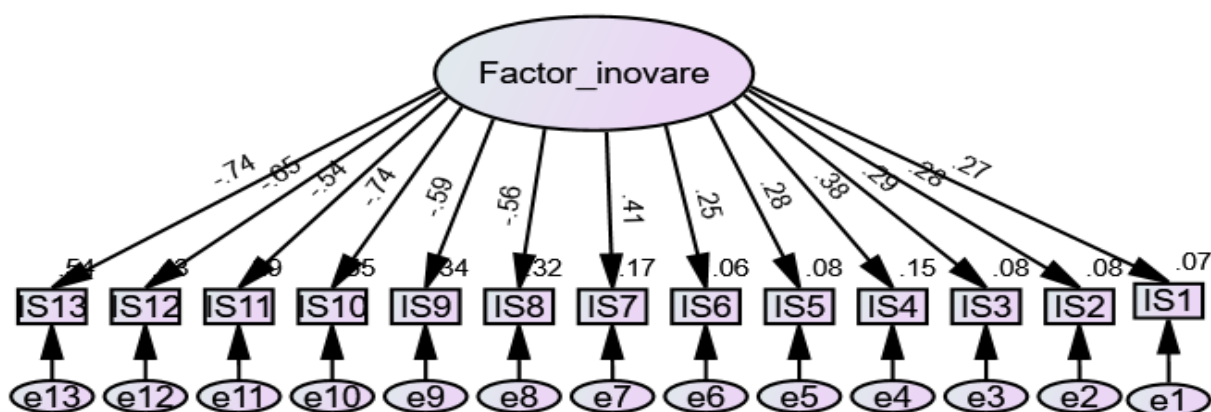 Factor_inovare
-.74 -.65 -.54 -.74 -.59 -.56 .41 .25 .28 .38 .29 .28 .27
.54 .34 .32 .17 .06 .08 .15 .08 .08 .07
IS13 IS12 IS11 IS10 IS9 IS8 IS7 IS6 IS5 IS4 IS3 IS2 IS1
e13 e12 e11 e10 e9 e8 e7 e6 e5 e4 e3 e2 e1